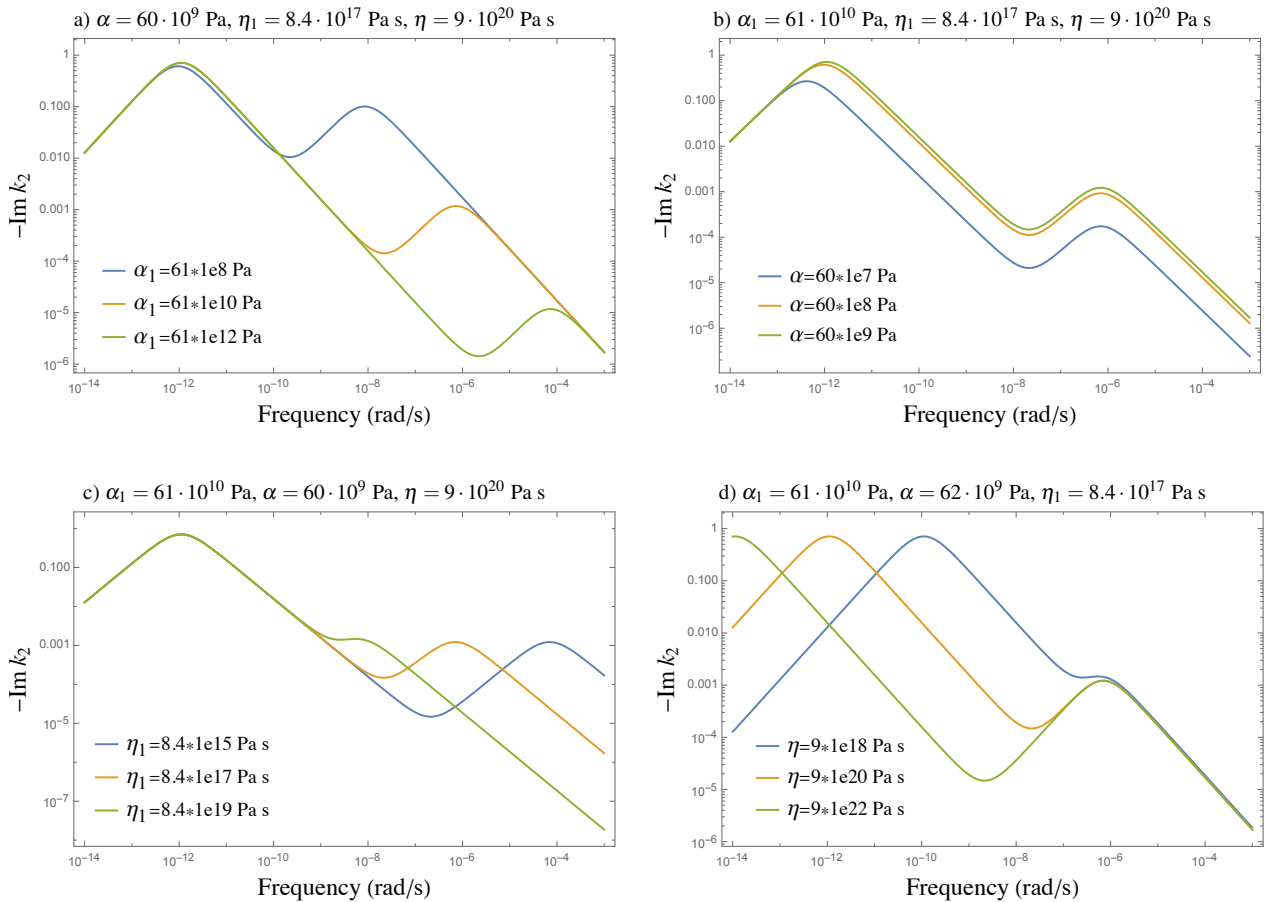 a) α = 60 · 10⁹ Pa, η₁ = 8.4 · 10¹⁷ Pa s, η = 9 · 10²⁰ Pa s
1
0.100
0.010
0.001
10⁻⁴
10⁻⁵
10⁻⁶
−Im k₂
α₁=61*1e8 Pa
α₁=61*1e10 Pa
α₁=61*1e12 Pa
10⁻¹⁴ 10⁻¹² 10⁻¹⁰ 10⁻⁸ 10⁻⁶ 10⁻⁴
Frequency (rad/s)
b) α₁ = 61 · 10¹⁰ Pa, η₁ = 8.4 · 10¹⁷ Pa s, η = 9 · 10²⁰ Pa s
1
0.100
0.010
0.001
10⁻⁴
10⁻⁵
10⁻⁶
−Im k₂
α=60*1e7 Pa
α=60*1e8 Pa
α=60*1e9 Pa
10⁻¹⁴ 10⁻¹² 10⁻¹⁰ 10⁻⁸ 10⁻⁶ 10⁻⁴
Frequency (rad/s)
c) α₁ = 61 · 10¹⁰ Pa, α = 60 · 10⁹ Pa, η = 9 · 10²⁰ Pa s
0.100
0.001
10⁻⁵
10⁻⁷
−Im k₂
η₁=8.4*1e15 Pa s
η₁=8.4*1e17 Pa s
η₁=8.4*1e19 Pa s
10⁻¹⁴ 10⁻¹² 10⁻¹⁰ 10⁻⁸ 10⁻⁶ 10⁻⁴
Frequency (rad/s)
d) α₁ = 61 · 10¹⁰ Pa, α = 62 · 10⁹ Pa, η₁ = 8.4 · 10¹⁷ Pa s
1
0.100
0.010
0.001
10⁻⁴
10⁻⁵
10⁻⁶
−Im k₂
η=9*1e18 Pa s
η=9*1e20 Pa s
η=9*1e22 Pa s
10⁻¹⁴ 10⁻¹² 10⁻¹⁰ 10⁻⁸ 10⁻⁶ 10⁻⁴
Frequency (rad/s)